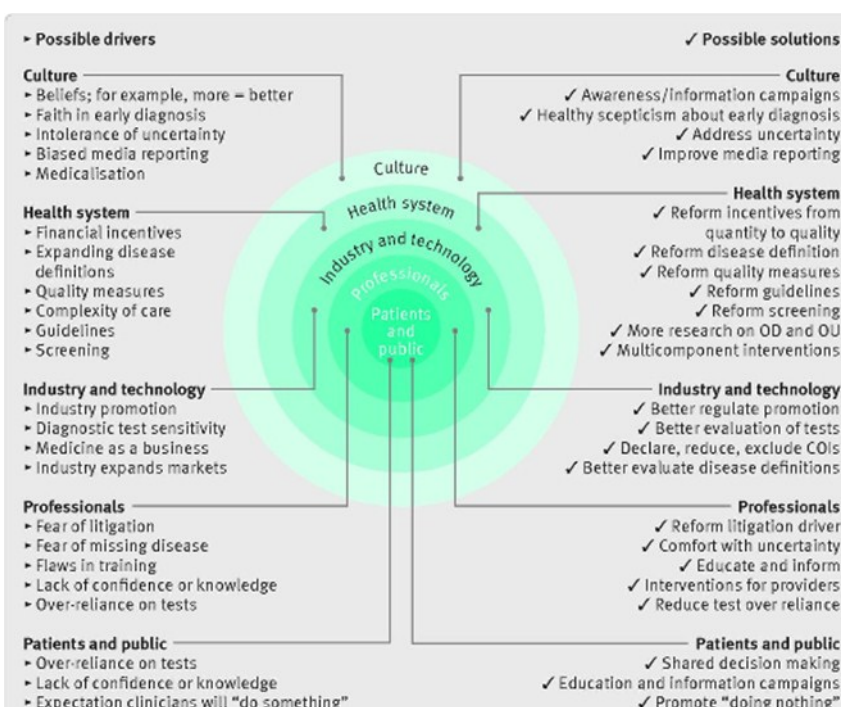 ► Possible drivers
Culture
► Beliefs; for example, more = better
► Faith in early diagnosis
► Intolerance of uncertainty
► Biased media reporting
► Medicalisation
Health system
► Financial incentives
► Expanding disease
definitions
► Quality measures
► Complexity of care
► Guidelines
► Screening
Industry and technology
► Industry promotion
► Diagnostic test sensitivity
► Medicine as a business
► Industry expands markets
Professionals
► Fear of litigation
► Fear of missing disease
► Flaws in training
► Lack of confidence or knowledge
► Over-reliance on tests
Patients and public
► Over-reliance on tests
► Lack of confidence or knowledge
► Expectation clinicians will "do something"
Culture
Health system
Industry and technology
Professionals
Patients
and
public
✓ Possible solutions
Culture
✓ Awareness/information campaigns
✓ Healthy scepticism about early diagnosis
✓ Address uncertainty
✓ Improve media reporting
Health system
✓ Reform incentives from
quantity to quality
✓ Reform disease definition
✓ Reform quality measures
✓ Reform guidelines
✓ Reform screening
✓ More research on OD and OU
✓ Multicomponent interventions
Industry and technology
✓ Better regulate promotion
✓ Better evaluation of tests
✓ Declare, reduce, exclude COIs
✓ Better evaluate disease definitions
Professionals
✓ Reform litigation driver
✓ Comfort with uncertainty
✓ Educate and inform
✓ Interventions for providers
✓ Reduce test over reliance
Patients and public
✓ Shared decision making
✓ Education and information campaigns
✓ Promote "doing nothing"